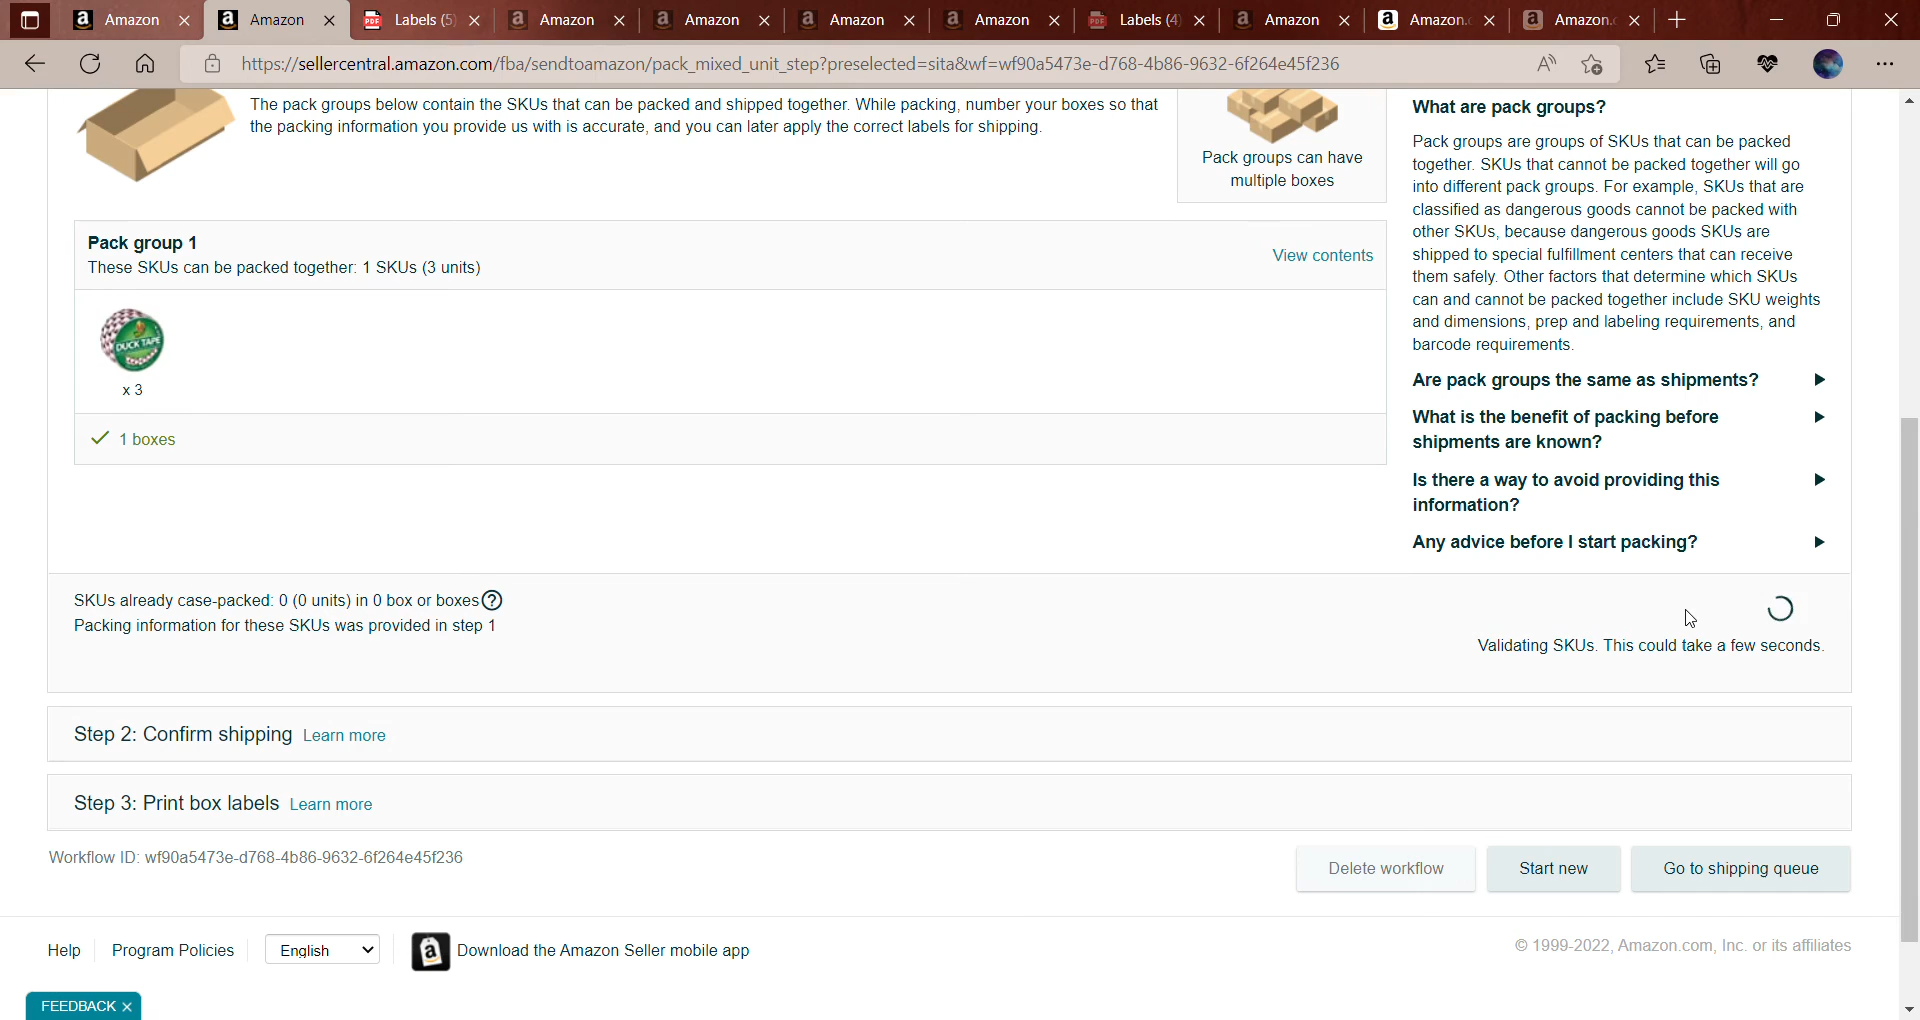 Amazon
Amazon
Labels (5)
Amazon
Amazon
Amazon
Amazon
Labels (4)
Amazon
Amazon.
Amazon.
https://sellercentral.amazon.com/fba/sendtoamazon/pack_mixed_unit_step?preselected=sita&wf=wf90a5473e-d768-4b86-9632-6f264e45f236
The pack groups below contain the SKUs that can be packed and shipped together. While packing, number your boxes so that
the packing information you provide us with is accurate, and you can later apply the correct labels for shipping.
Pack groups can have
multiple boxes
Pack group 1
These SKUs can be packed together: 1 SKUs (3 units)
View contents
DUCK TAPE
x 3
1 boxes
What are pack groups?
Pack groups are groups of SKUs that can be packed
together. SKUs that cannot be packed together will go
into different pack groups. For example, SKUs that are
classified as dangerous goods cannot be packed with
other SKUs, because dangerous goods SKUs are
shipped to special fulfillment centers that can receive
them safely. Other factors that determine which SKUs
can and cannot be packed together include SKU weights
and dimensions, prep and labeling requirements, and
barcode requirements.
Are pack groups the same as shipments?
What is the benefit of packing before
shipments are known?
Is there a way to avoid providing this
information?
Any advice before I start packing?
SKUs already case-packed: 0 (0 units) in 0 box or boxes ?
Packing information for these SKUs was provided in step 1
Validating SKUs. This could take a few seconds.
Step 2: Confirm shipping Learn more
Step 3: Print box labels Learn more
Workflow ID: wf90a5473e-d768-4b86-9632-6f264e45f236
Delete workflow
Start new
Go to shipping queue
Help
Program Policies
English
Download the Amazon Seller mobile app
© 1999-2022, Amazon.com, Inc. or its affiliates
FEEDBACK